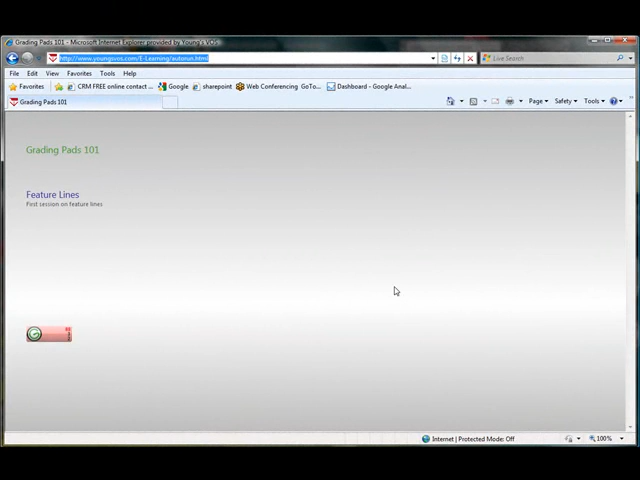 Grading Pads 101 - Microsoft Internet Explorer provided by Young's VOS
http://www.youngsvos.com/E-Learning/autorun.html
Live Search
File Edit View Favorites Tools Help
Favorites CRM FREE online contact ... Google sharepoint Web Conferencing GoTo... Dashboard - Google Anal...
Grading Pads 101
Page Safety Tools
Grading Pads 101
Feature Lines
First session on feature lines
Internet | Protected Mode: Off
100%